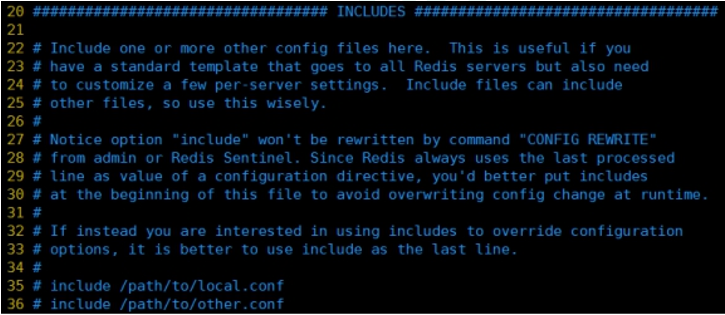 20 ################################## INCLUDES ###################################
21
22 # Include one or more other config files here.  This is useful if you
23 # have a standard template that goes to all Redis servers but also need
24 # to customize a few per-server settings.  Include files can include
25 # other files, so use this wisely.
26 #
27 # Notice option "include" won't be rewritten by command "CONFIG REWRITE"
28 # from admin or Redis Sentinel. Since Redis always uses the last processed
29 # line as value of a configuration directive, you'd better put includes
30 # at the beginning of this file to avoid overwriting config change at runtime.
31 #
32 # If instead you are interested in using includes to override configuration
33 # options, it is better to use include as the last line.
34 #
35 # include /path/to/local.conf
36 # include /path/to/other.conf